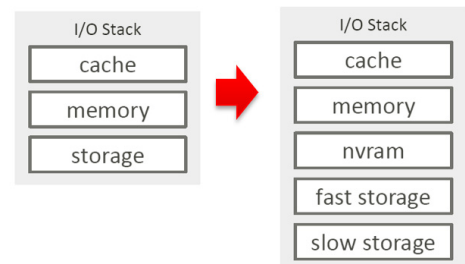 I/O Stack
cache
memory
storage
I/O Stack
cache
memory
nvram
fast storage
slow storage